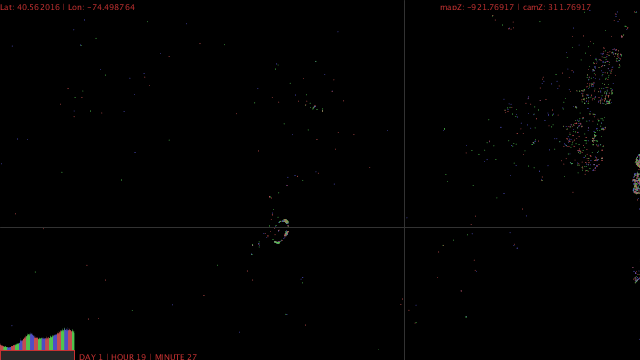 Lat: 40.562016 | Lon: -74.498764
mapZ: -921.76917 | camZ: 311.76917
DAY 1 | HOUR 19 | MINUTE 27